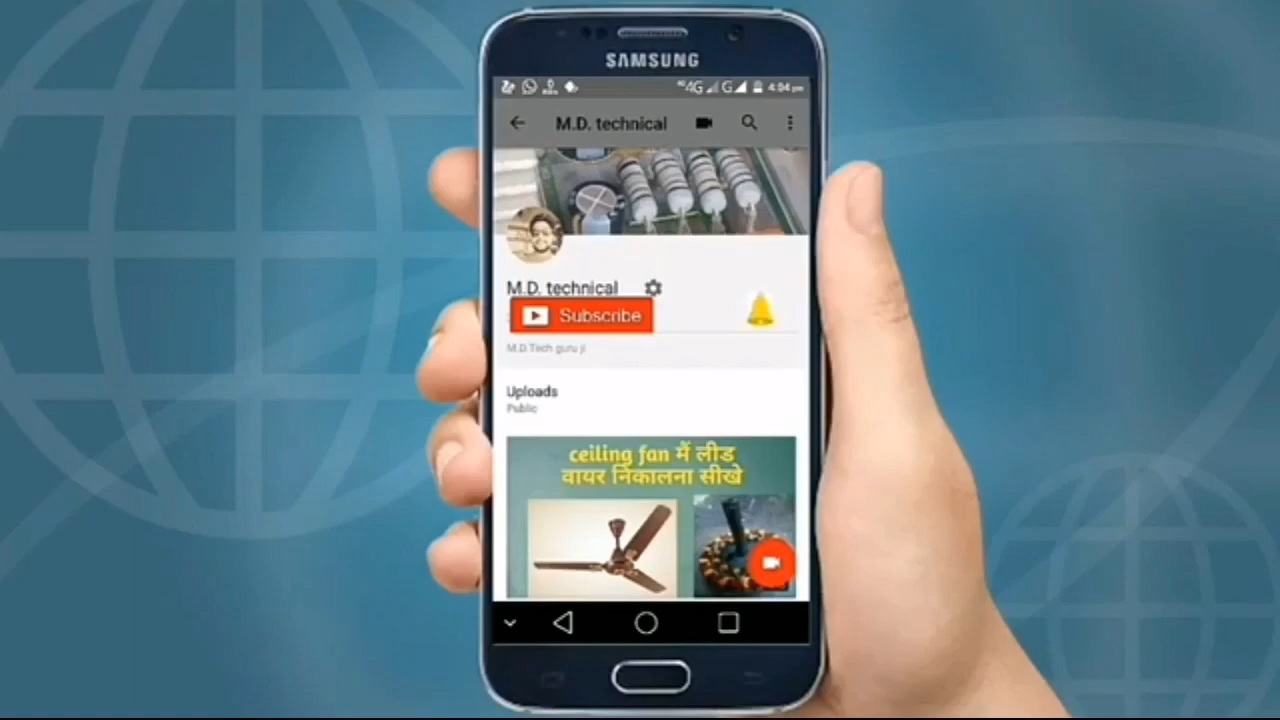 SAMSUNG
4G G 4:04 pm
M.D. technical
M.D. technical
Subscribe
M.D.Tech guru ji
Uploads
Public
ceiling fan मैं लीड
वायर निकालना सीखे